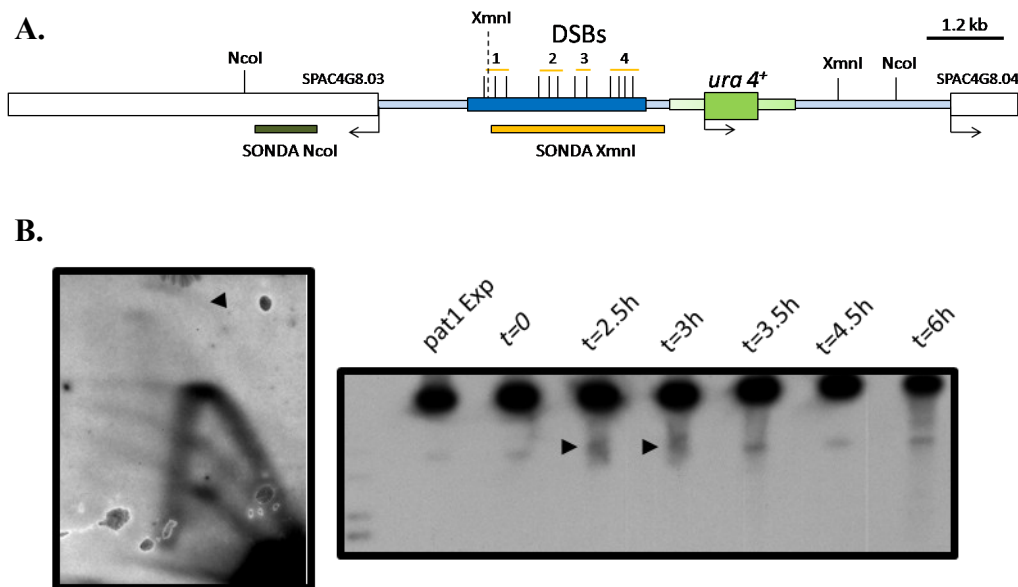 A.
XmnI
DSBs
1.2 kb
NcoI
1 2 3 4
ura 4+
XmnI NcoI
SPAC4G8.03
SPAC4G8.04
SONDA NcoI
SONDA XmnI
B.
pat1 Exp
t=0
t=2.5h
t=3h
t=3.5h
t=4.5h
t=6h